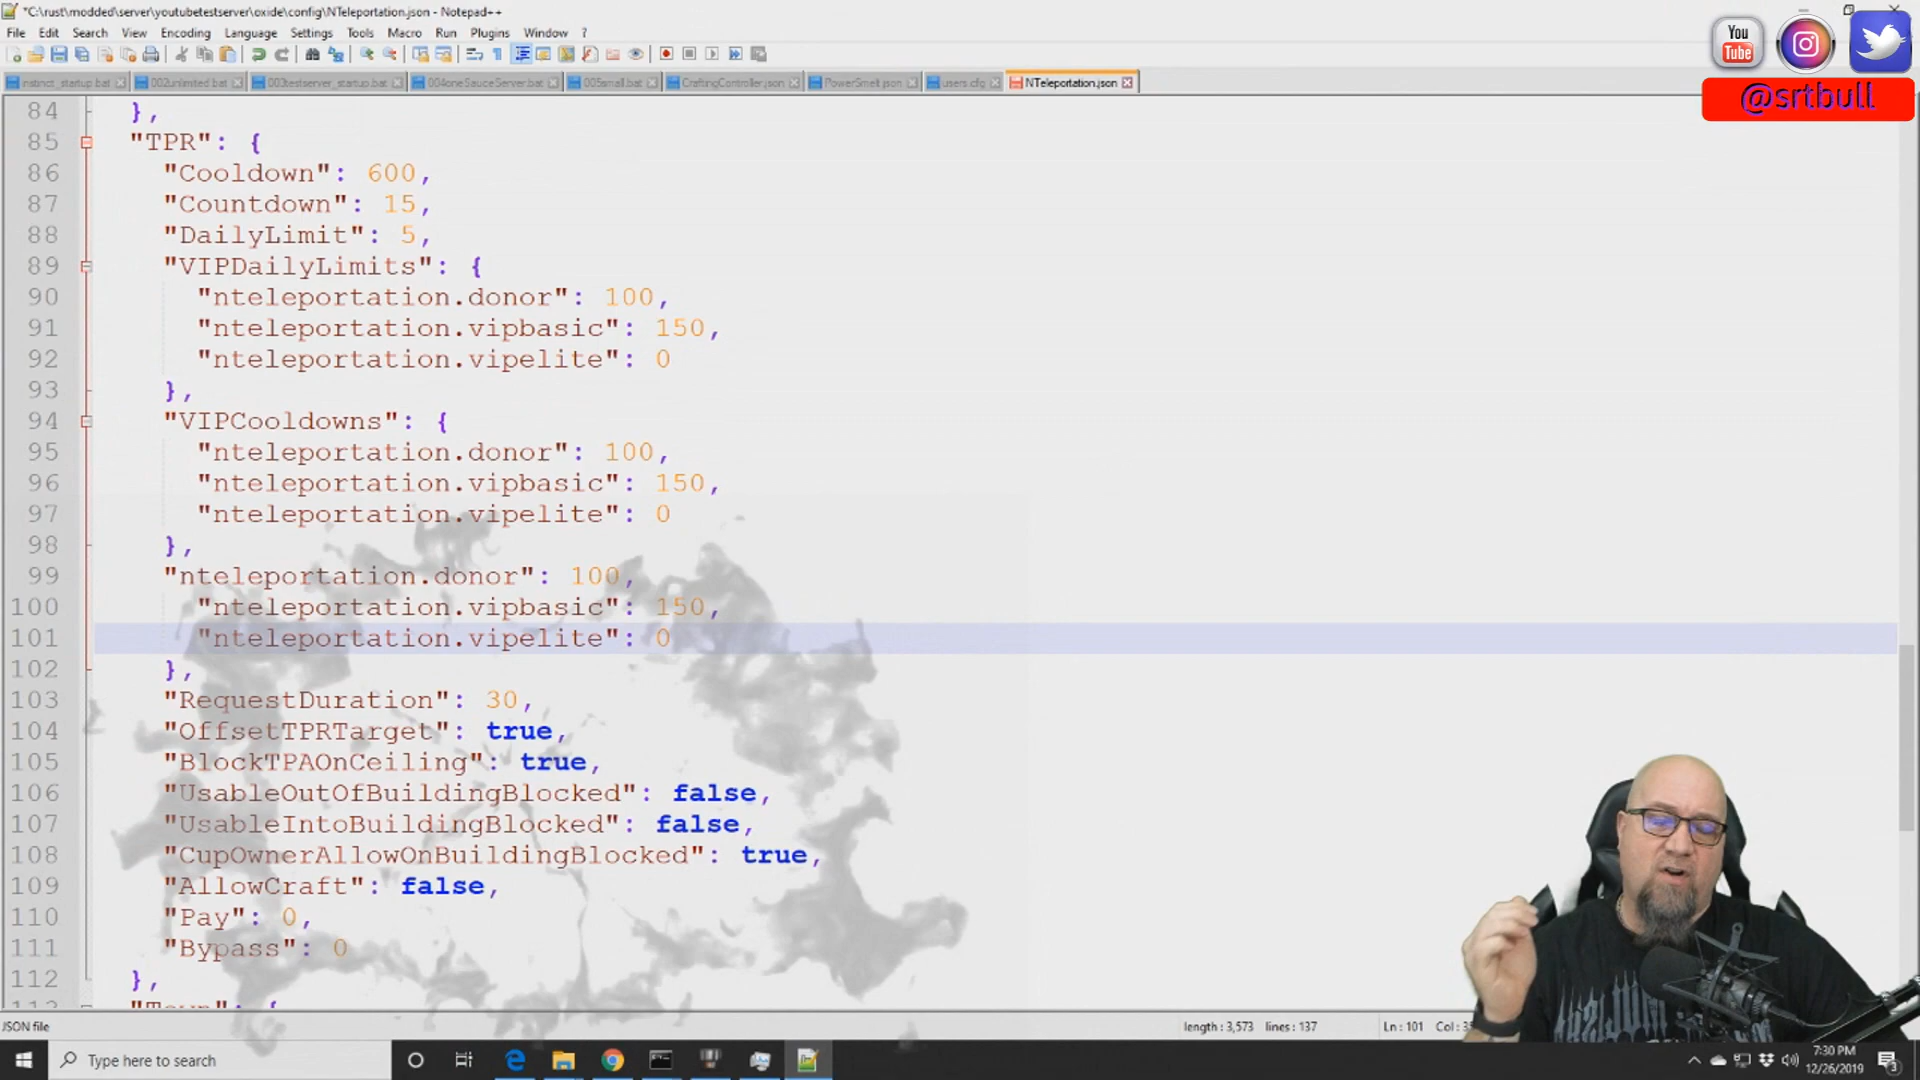 *C:\rust\modded\server\youtubetestserver\oxide\config\NTeleportation.json - Notepad++
File Edit Search View Encoding Language Settings Tools Macro Run Plugins Window ?
nstnct_startup.bat 002unlimited.bat 003testserver_startup.bat 004oneSauceServer.bat 005small.bat CraftingController.json PowerSmelt.json users.cfg NTeleportation.json
You
Tube
@srtbull
84 },
85 "TPR": {
86 "Cooldown": 600,
87 "Countdown": 15,
88 "DailyLimit": 5,
89 "VIPDailyLimits": {
90 "nteleportation.donor": 100,
91 "nteleportation.vipbasic": 150,
92 "nteleportation.vipelite": 0
93 },
94 "VIPCooldowns": {
95 "nteleportation.donor": 100,
96 "nteleportation.vipbasic": 150,
97 "nteleportation.vipelite": 0
98 },
99 "nteleportation.donor": 100,
100 "nteleportation.vipbasic": 150,
101 "nteleportation.vipelite": 0
102 },
103 "RequestDuration": 30,
104 "OffsetTPRTarget": true,
105 "BlockTPAOnCeiling": true,
106 "UsableOutOfBuildingBlocked": false,
107 "UsableIntoBuildingBlocked": false,
108 "CupOwnerAllowOnBuildingBlocked": true,
109 "AllowCraft": false,
110 "Pay": 0,
111 "Bypass": 0
112 },
113 "Town": {
JSON file length : 3,573 lines : 137 Ln : 101
Type here to search
7:30 PM
12/26/2019